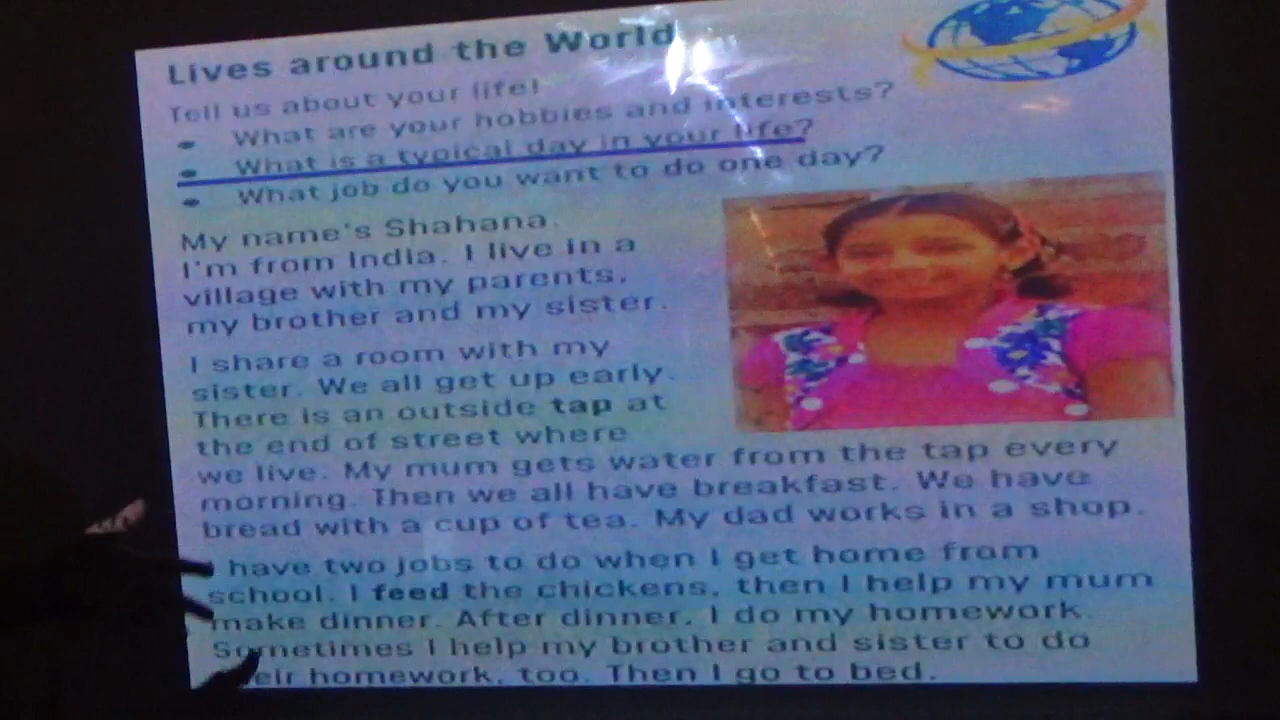 Lives around the World
Tell us about your life!
• What are your hobbies and interests?
• What is a typical day in your life?
• What job do you want to do one day?
My name's Shahana.
I'm from India. I live in a
village with my parents,
my brother and my sister.
I share a room with my
sister. We all get up early.
There is an outside tap at
the end of street where
we live. My mum gets water from the tap every
morning. Then we all have breakfast. We have
bread with a cup of tea. My dad works in a shop.
I have two jobs to do when I get home from
school. I feed the chickens, then I help my mum
make dinner. After dinner, I do my homework.
Sometimes I help my brother and sister to do
their homework, too. Then I go to bed.